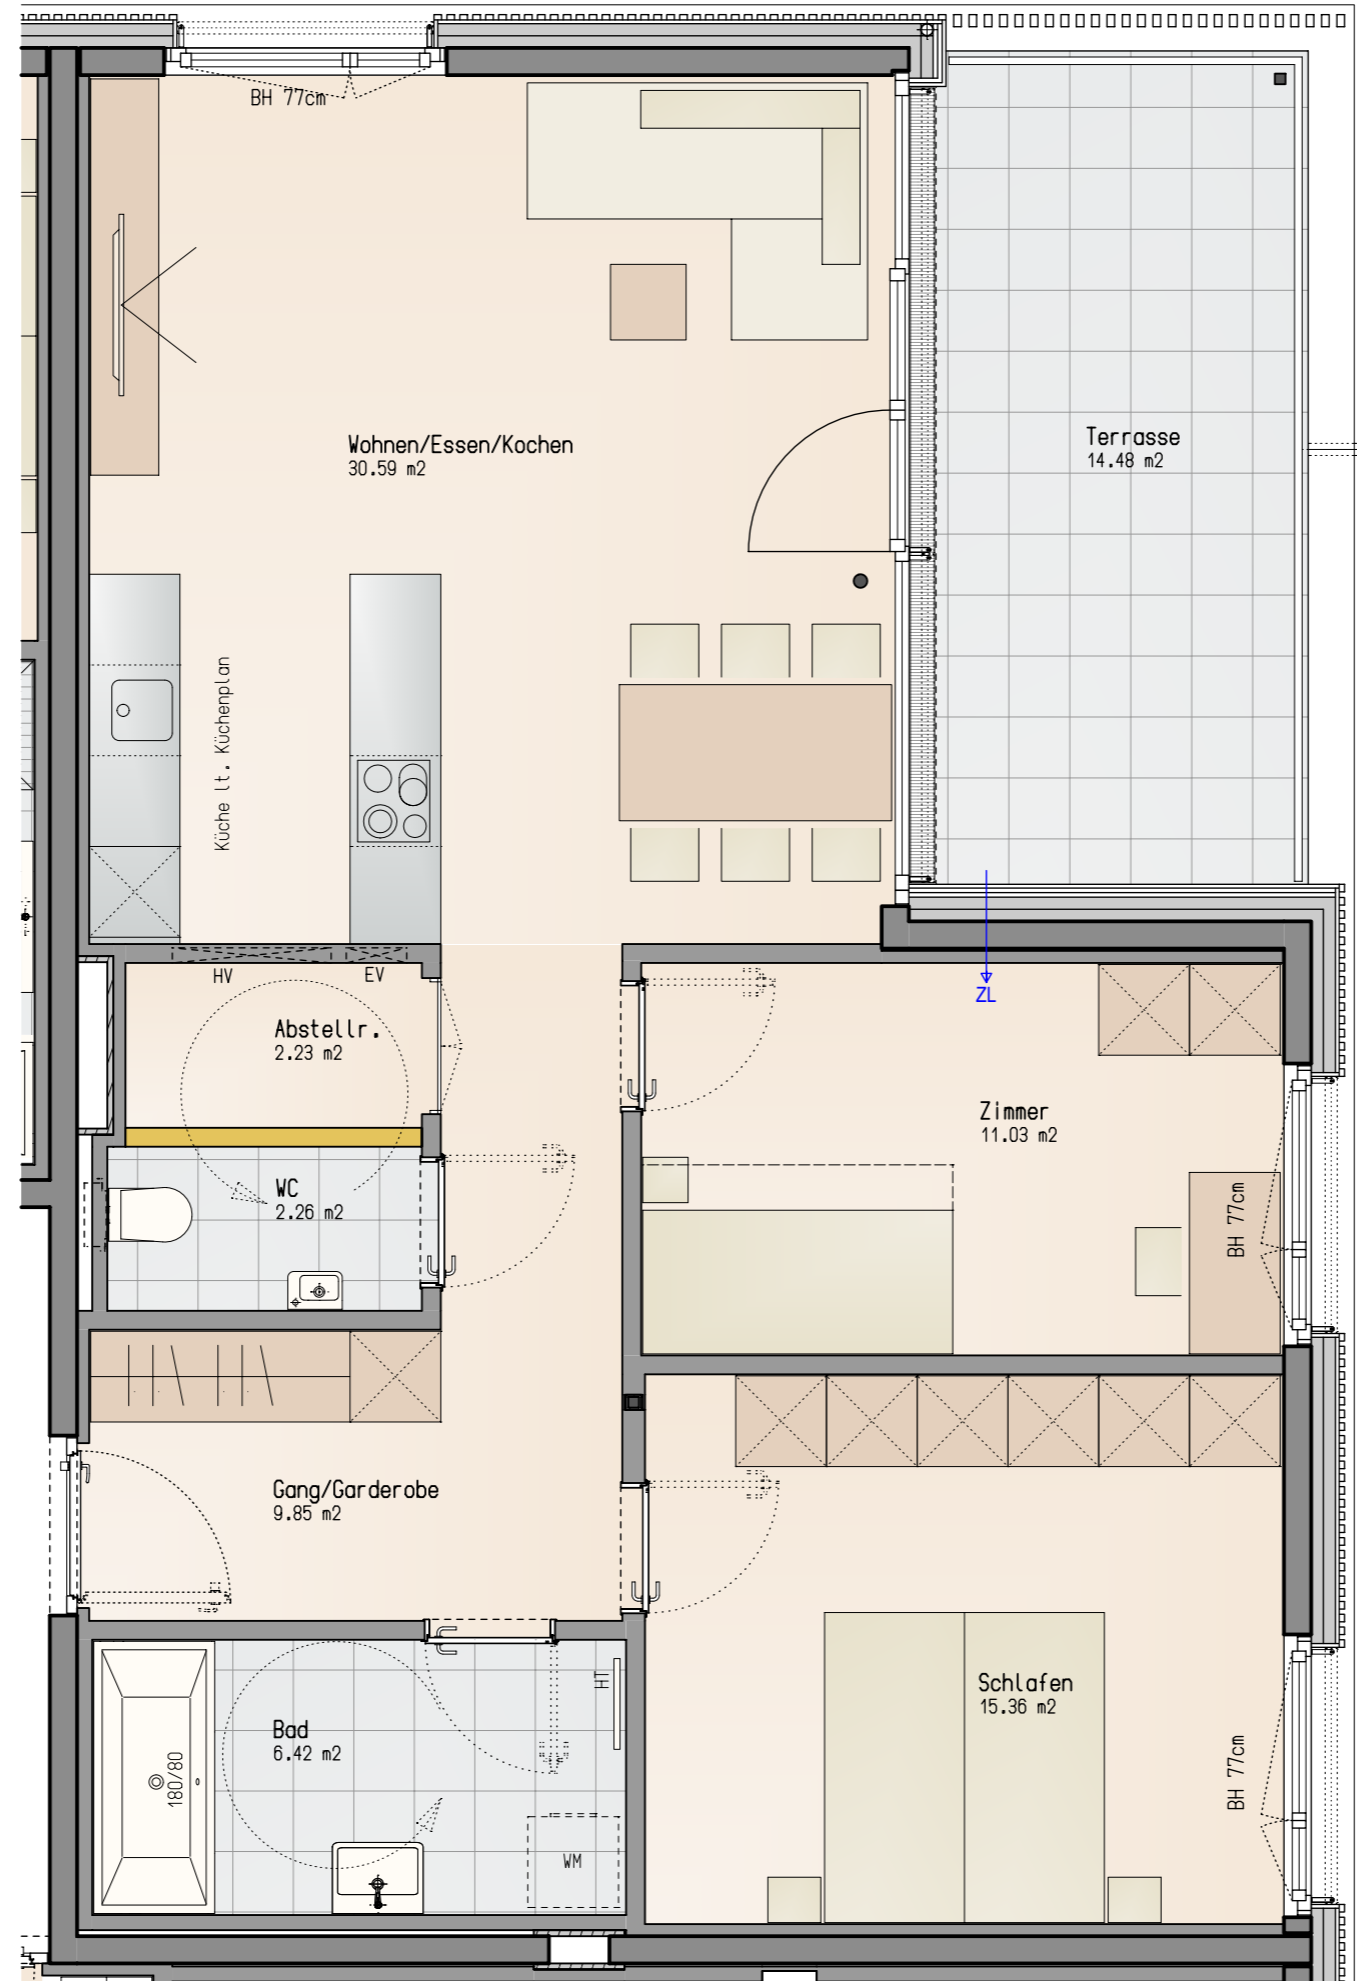 BH 77cm
Wohnen/Essen/Kochen
30.59 m2
Terrasse
14.48 m2
Küche lt. Küchenplan
HV
EV
ZL
Abstellr.
2.23 m2
Zimmer
11.03 m2
WC
2.26 m2
BH 77cm
Gang/Garderobe
9.85 m2
Schlafen
15.36 m2
HT
Bad
6.42 m2
180/80
BH 77cm
WM